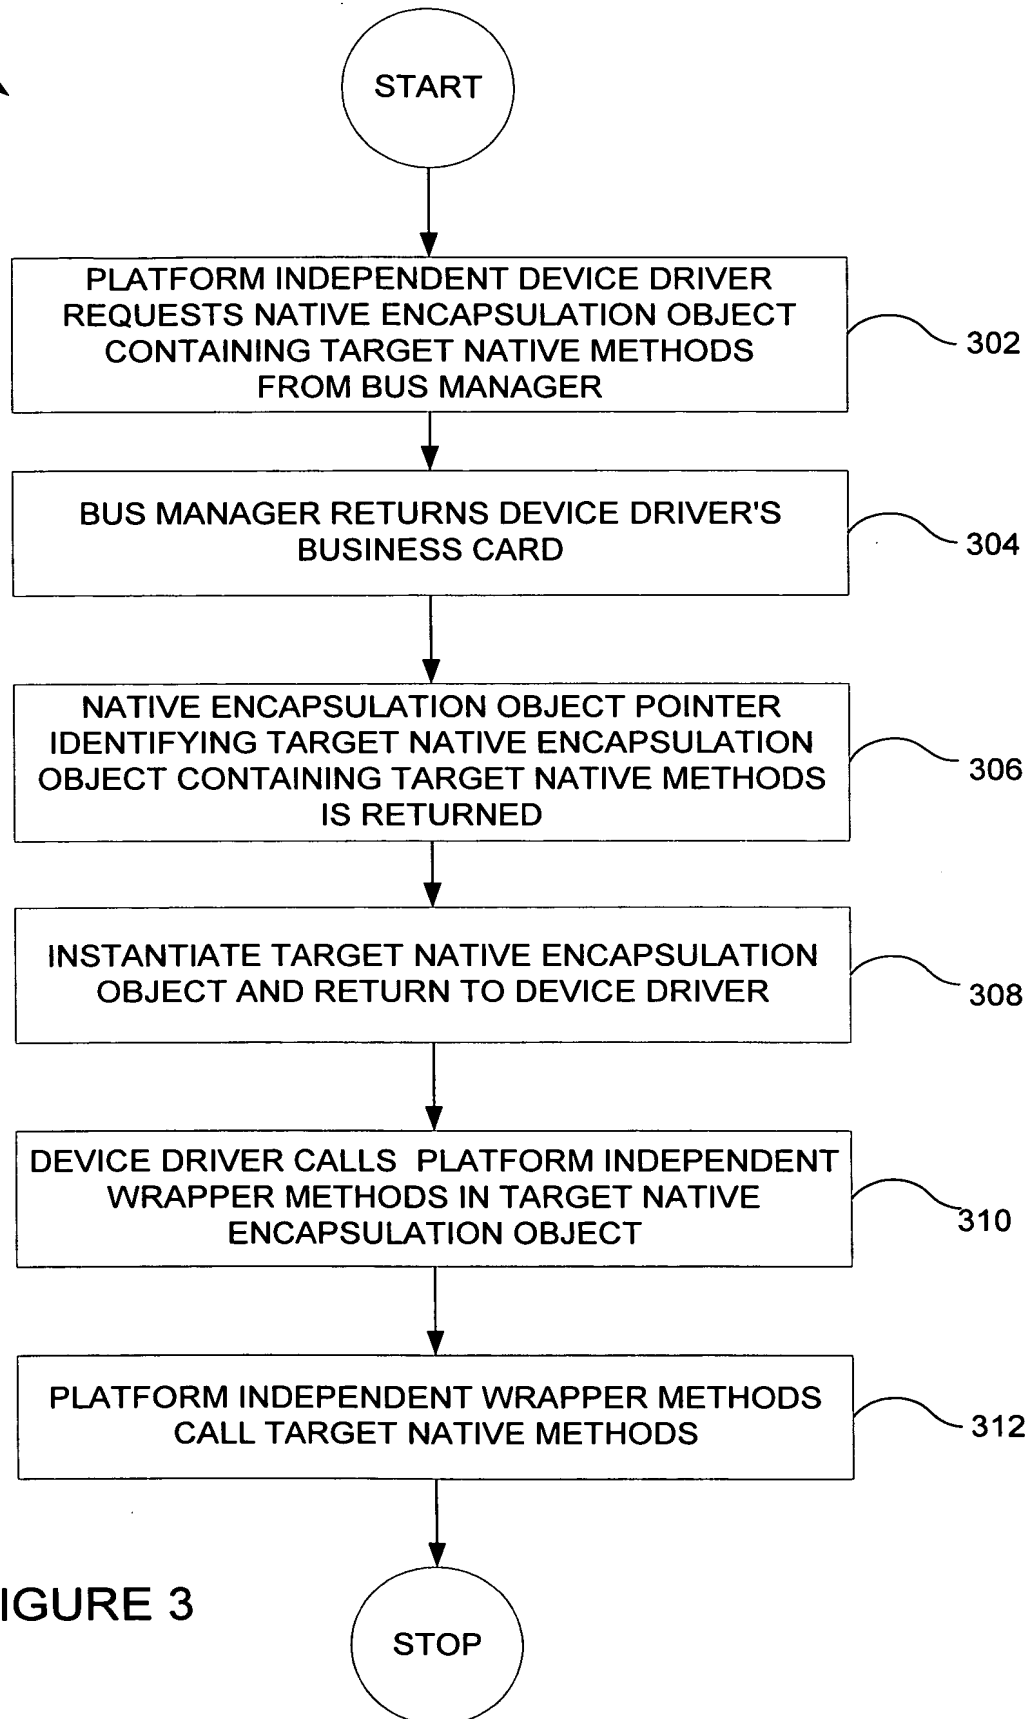 START
PLATFORM INDEPENDENT DEVICE DRIVER
REQUESTS NATIVE ENCAPSULATION OBJECT
CONTAINING TARGET NATIVE METHODS
FROM BUS MANAGER
302
BUS MANAGER RETURNS DEVICE DRIVER'S
BUSINESS CARD
304
NATIVE ENCAPSULATION OBJECT POINTER
IDENTIFYING TARGET NATIVE ENCAPSULATION
OBJECT CONTAINING TARGET NATIVE METHODS
IS RETURNED
306
INSTANTIATE TARGET NATIVE ENCAPSULATION
OBJECT AND RETURN TO DEVICE DRIVER
308
DEVICE DRIVER CALLS PLATFORM INDEPENDENT
WRAPPER METHODS IN TARGET NATIVE
ENCAPSULATION OBJECT
310
PLATFORM INDEPENDENT WRAPPER METHODS
CALL TARGET NATIVE METHODS
312
IGURE 3
STOP